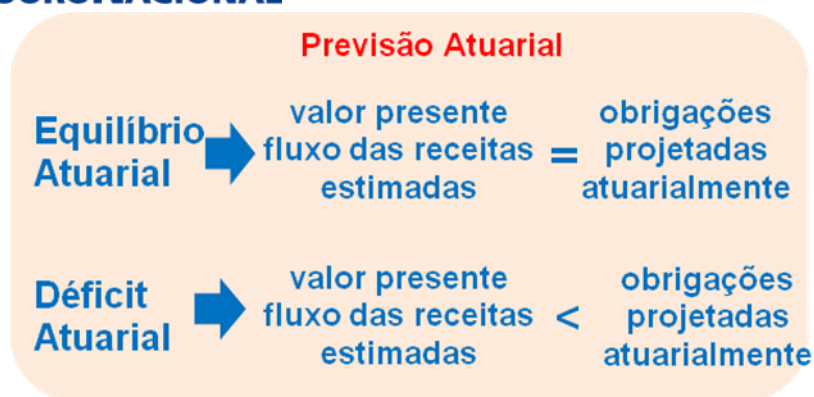 Previsão Atuarial
Equilíbrio
Atuarial
valor presente
fluxo das receitas
estimadas
=
obrigações
projetadas
atuarialmente
Déficit
Atuarial
valor presente
fluxo das receitas
estimadas
<
obrigações
projetadas
atuarialmente